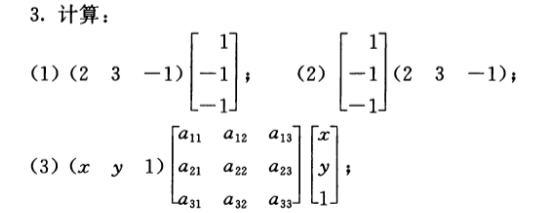 3. 计算：
(1) (2 3 −1) [1 −1 −1]; (2) [1 −1 −1] (2 3 −1);
(3) (x y 1) [a₁₁ a₁₂ a₁₃ a₂₁ a₂₂ a₂₃ a₃₁ a₃₂ a₃₃] [x y 1];